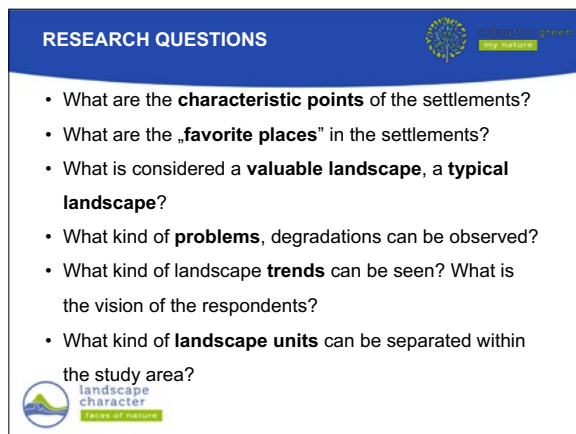 RESEARCH QUESTIONS
colourful green
my nature
• What are the characteristic points of the settlements?
• What are the „favorite places” in the settlements?
• What is considered a valuable landscape, a typical
landscape?
• What kind of problems, degradations can be observed?
• What kind of landscape trends can be seen? What is
the vision of the respondents?
• What kind of landscape units can be separated within
the study area?
landscape
character
faces of nature